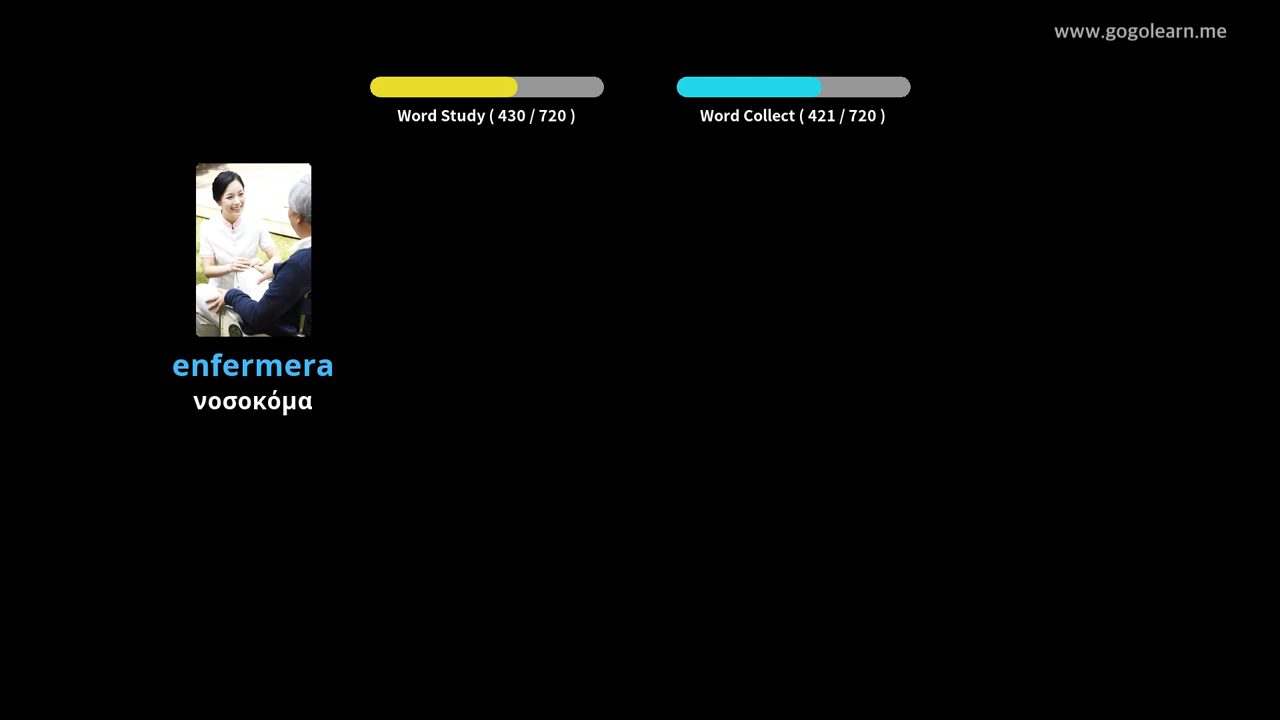 www.gogolearn.me
Word Study ( 430 / 720 )
Word Collect ( 421 / 720 )
enfermera
νοσοκόμα